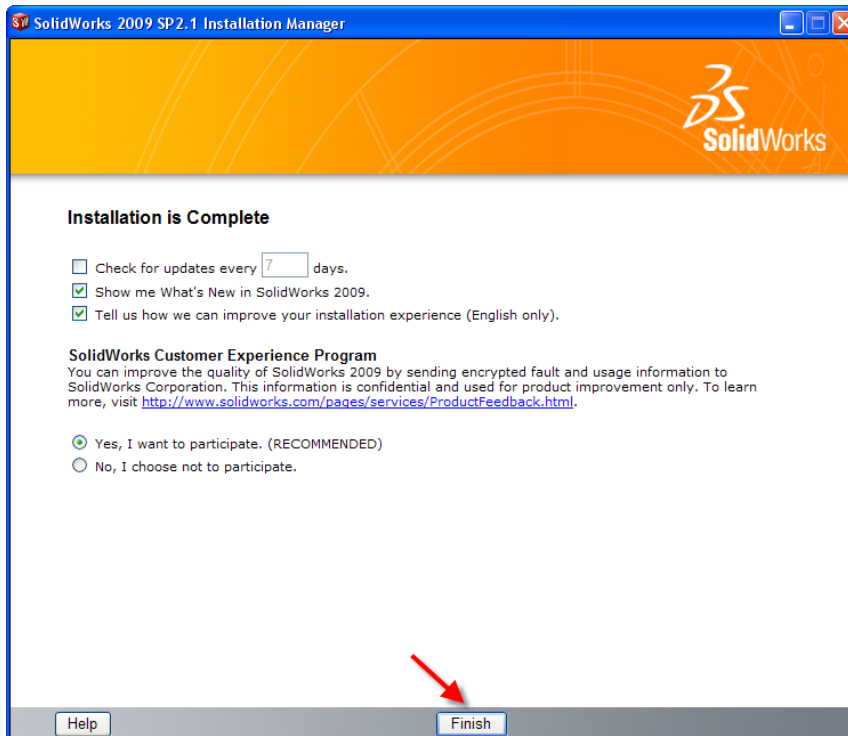 SolidWorks 2009 SP2.1 Installation Manager
SolidWorks
Installation is Complete
Check for updates every 7 days.
Show me What's New in SolidWorks 2009.
Tell us how we can improve your installation experience (English only).
SolidWorks Customer Experience Program
You can improve the quality of SolidWorks 2009 by sending encrypted fault and usage information to
SolidWorks Corporation. This information is confidential and used for product improvement only. To learn
more, visit http://www.solidworks.com/pages/services/ProductFeedback.html.
Yes, I want to participate. (RECOMMENDED)
No, I choose not to participate.
Help Finish